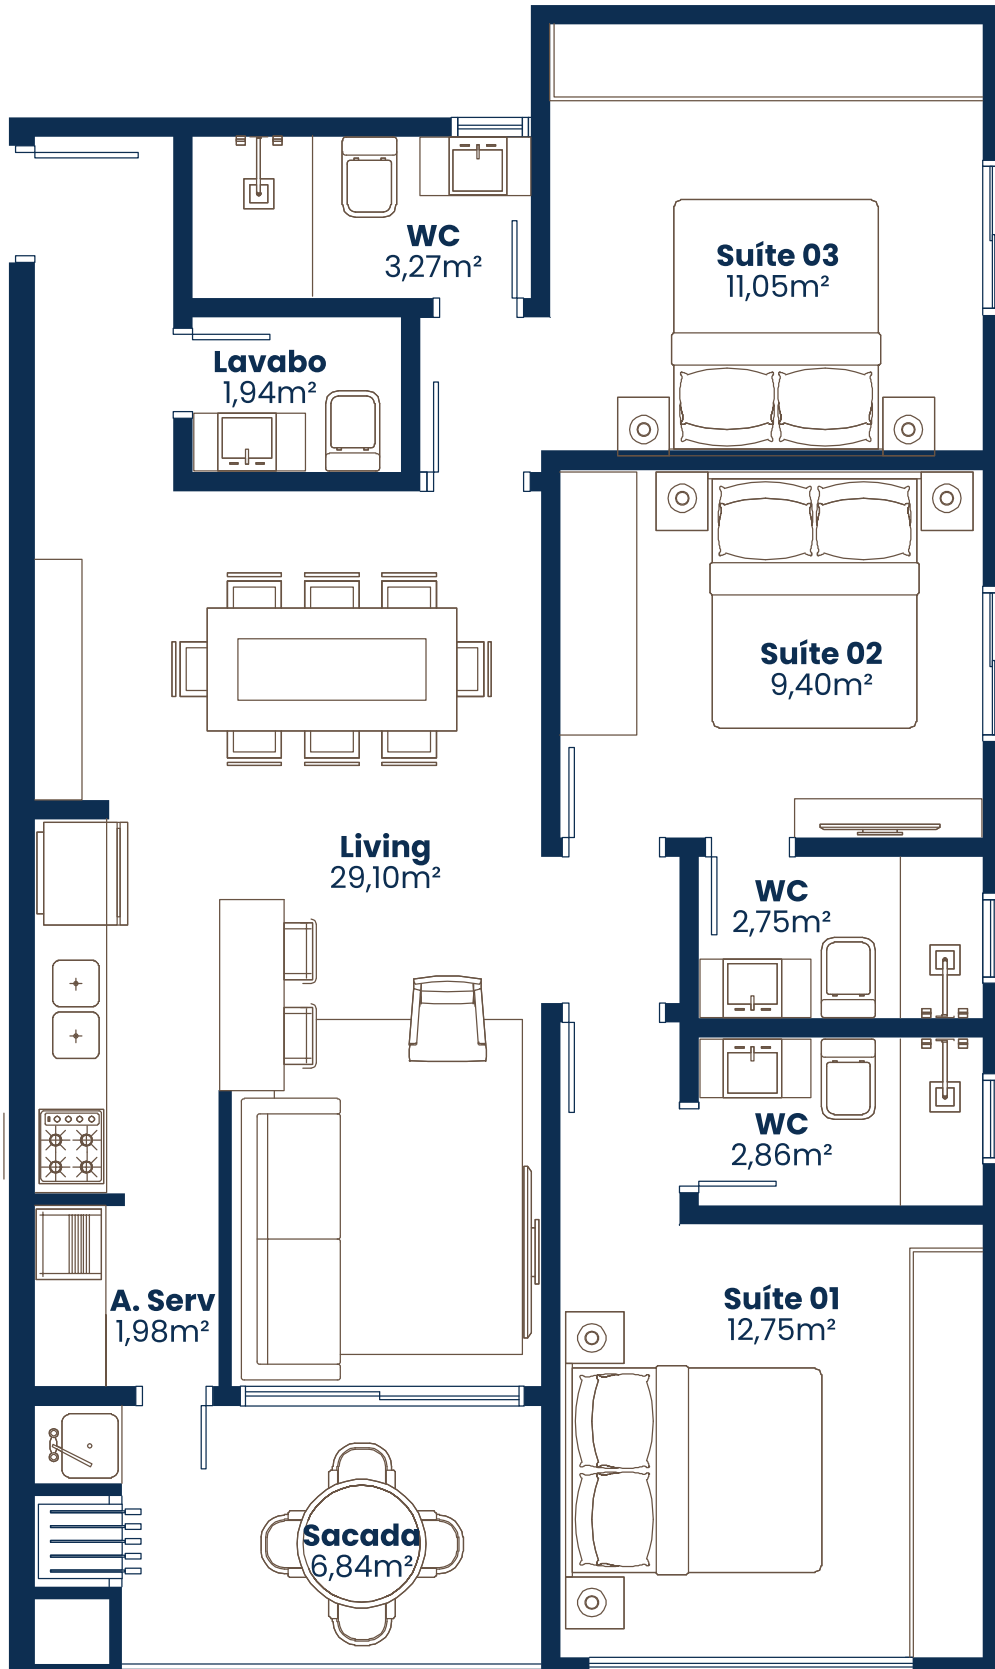 WC
3,27m²
Suíte 03
11,05m²
Lavabo
1,94m²
Suíte 02
9,40m²
Living
29,10m²
WC
2,75m²
WC
2,86m²
A. Serv
1,98m²
Suíte 01
12,75m²
Sacada
6,84m²